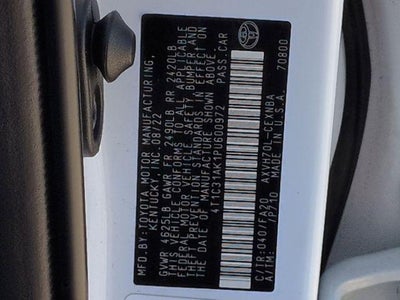 MFD.BY: TOYOTA MOTOR MANUFACTURING,
KENTUCKY, INC. 08/22
GVWR 4625LB GAWR FR 2470LB RR 2420LB
THIS VEHICLE CONFORMS TO ALL APPLICABLE
FEDERAL MOTOR VEHICLE SAFETY, BUMPER AND
THEFT PREVENTION STANDARDS IN EFFECT ON
THE DATE OF MANUFACTURE SHOWN ABOVE.
4T1C31AK1PU600972 PASS.CAR
C/TR: 040/FA20 AXVH70L-CEXNBA
A/TM: /P710 MADE IN U.S.A. 70800